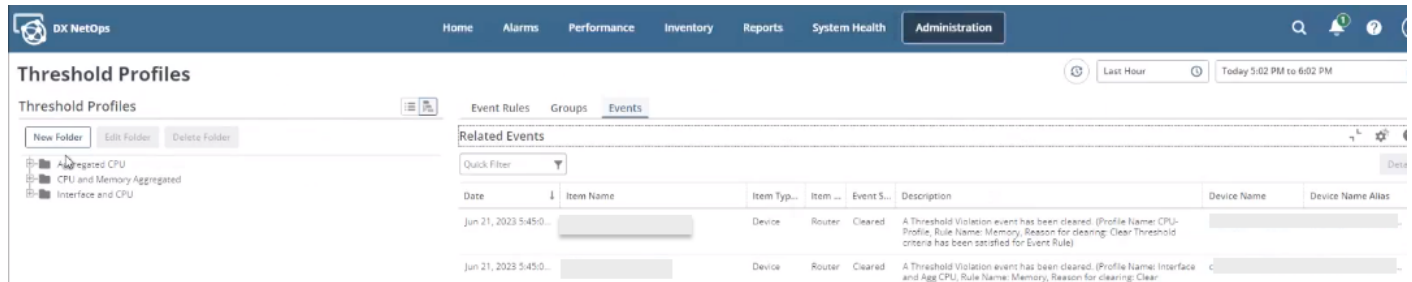 DX NetOps
Home Alarms Performance Inventory Reports System Health Administration
1
Threshold Profiles
Last Hour
Today 5:02 PM to 6:02 PM
Threshold Profiles
New Folder Edit Folder Delete Folder
Aggregated CPU
CPU and Memory Aggregated
Interface and CPU
Event Rules Groups Events
Related Events
Quick Filter
Date Item Name Item Typ... Item ... Event S... Description Device Name Device Name Alias
Jun 21, 2023 5:45:0... Device Router Cleared A Threshold Violation event has been cleared. (Profile Name: CPU-
Profile, Rule Name: Memory, Reason for clearing: Clear Threshold
criteria has been satisfied for Event Rule)
Jun 21, 2023 5:45:0... Device Router Cleared A Threshold Violation event has been cleared. (Profile Name: Interface
and Agg CPU, Rule Name: Memory, Reason for clearing: Clear